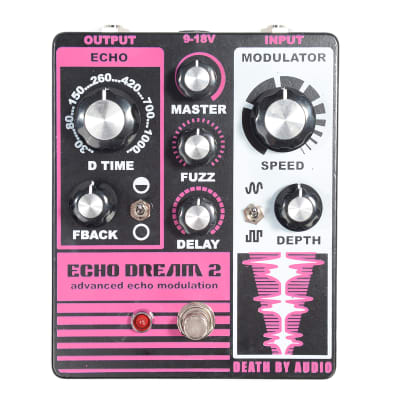 OUTPUT 9-18V INPUT
ECHO
MODULATOR
30...80...150...260...420...700...1000
MASTER
D TIME
SPEED
FUZZ
FBACK
DELAY
DEPTH
ECHO DREAM 2
advanced echo modulation
DEATH BY AUDIO